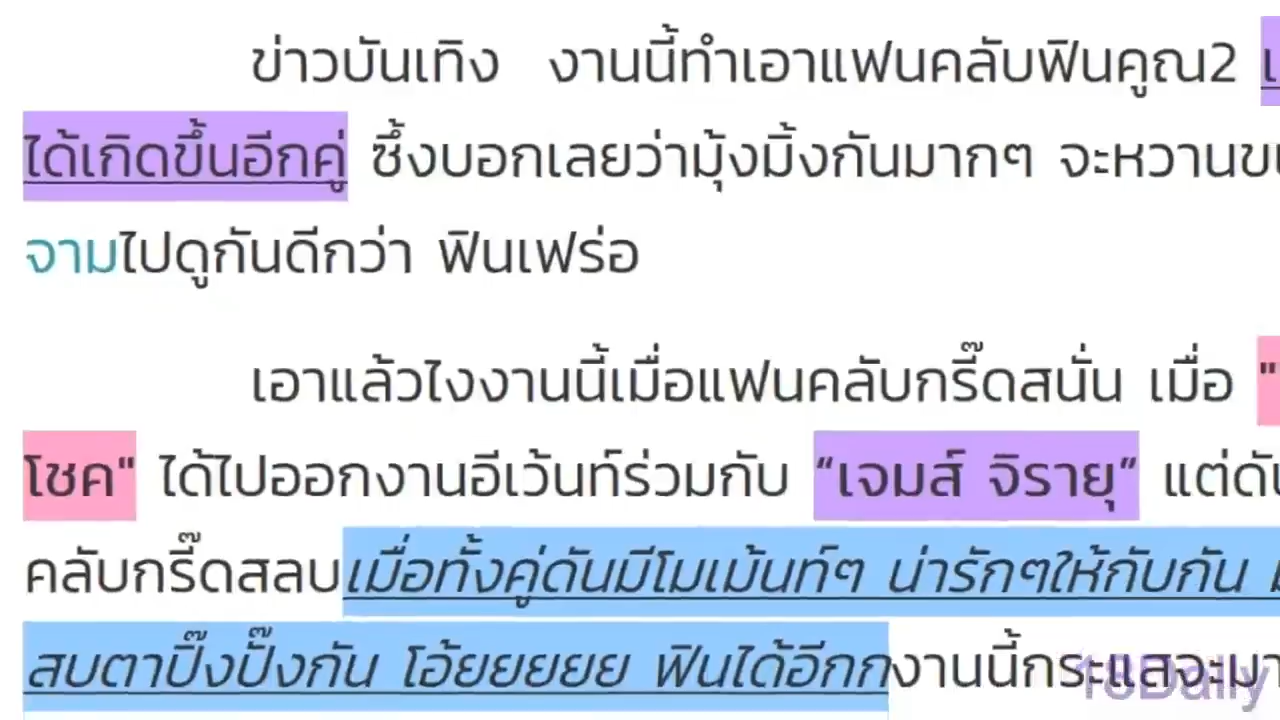 ข่าวบันเทิง งานนี้ทำเอาแฟนคลับฟินคูณ2
ได้เกิดขึ้นอีกคู่ ซึ้งบอกเลยว่ามุ้งมิ้งกันมากๆ จะหวาน
จามไปดูกันดีกว่า ฟินเฟร่อ
เอาแล้วไงงานนี้เมื่อแฟนคลับกรี๊ดสนั่น เมื่อ "
โชค" ได้ไปออกงานอีเว้นท์ร่วมกับ “เจมส์ จิรายุ” แต่ดัน
คลับกรี๊ดสลบเมื่อทั้งคู่ดันมีโมเม้นท์ๆ น่ารักๆให้กับกัน
สบตาปิ๊งปั๊งกัน โอ้ยยยยยย ฟินได้อีกกงานนี้กระแสจะมา
18Daily